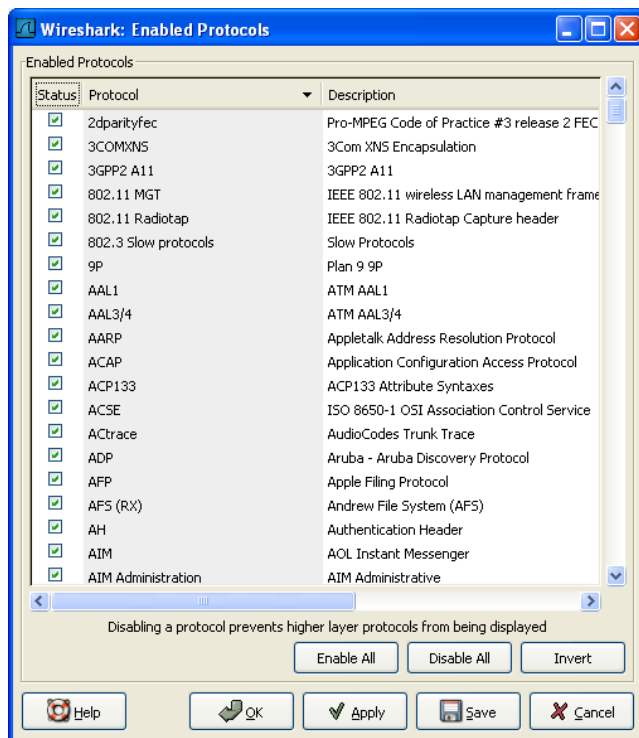 Wireshark: Enabled Protocols
Enabled Protocols
Status Protocol Description
2dparityfec Pro-MPEG Code of Practice #3 release 2 FEC
3COMXNS 3Com XNS Encapsulation
3GPP2 A11 3GPP2 A11
802.11 MGT IEEE 802.11 wireless LAN management frame
802.11 Radiotap IEEE 802.11 Radiotap Capture header
802.3 Slow protocols Slow Protocols
9P Plan 9 9P
AAL1 ATM AAL1
AAL3/4 ATM AAL3/4
AARP Appletalk Address Resolution Protocol
ACAP Application Configuration Access Protocol
ACP133 ACP133 Attribute Syntaxes
ACSE ISO 8650-1 OSI Association Control Service
ACtrace AudioCodes Trunk Trace
ADP Aruba - Aruba Discovery Protocol
AFP Apple Filing Protocol
AFS (RX) Andrew File System (AFS)
AH Authentication Header
AIM AOL Instant Messenger
AIM Administration AIM Administrative
Disabling a protocol prevents higher layer protocols from being displayed
Enable All Disable All Invert
Help OK Apply Save Cancel